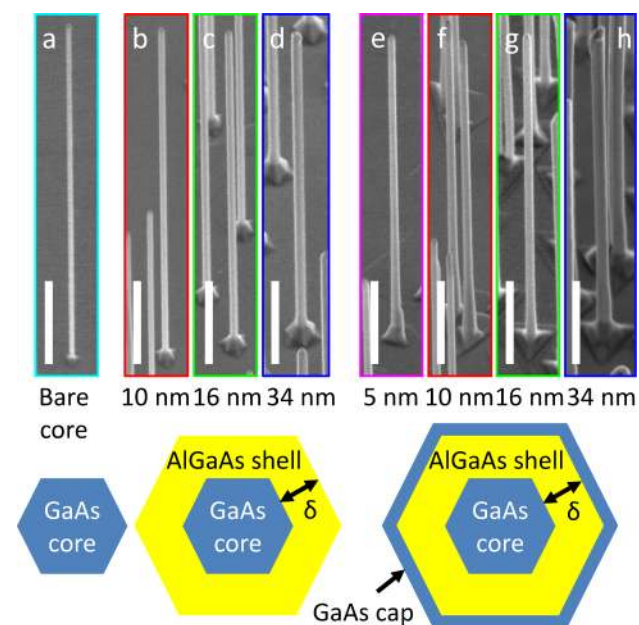 a b c d e f g h
Bare core 10 nm 16 nm 34 nm 5 nm 10 nm 16 nm 34 nm
AlGaAs shell AlGaAs shell
GaAs core GaAs core δ GaAs core δ
GaAs cap